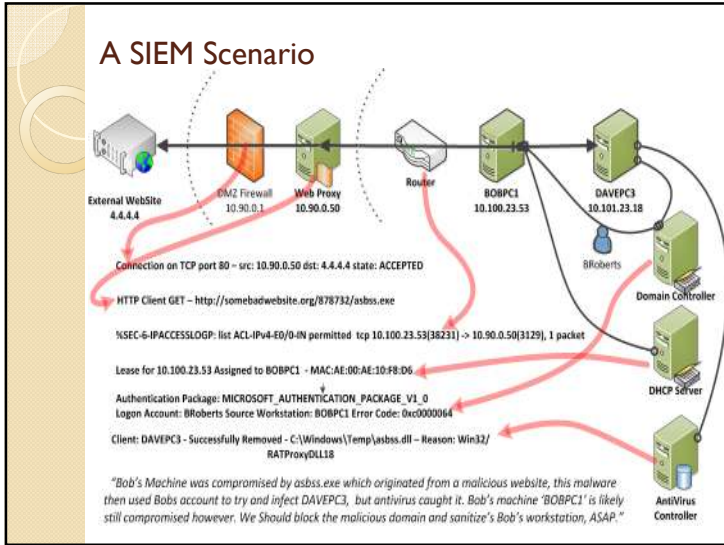 A SIEM Scenario
External WebSite
4.4.4.4
DMZ Firewall
10.90.0.1
Web Proxy
10.90.0.50
Router
BOBPC1
10.100.23.53
DAVEPC3
10.101.23.18
BRoberts
Domain Controller
Connection on TCP port 80 – src: 10.90.0.50 dst: 4.4.4.4 state: ACCEPTED
HTTP Client GET – http://somebadwebsite.org/878732/asbss.exe
%SEC-6-IPACCESSLOGP: list ACL-IPv4-E0/0-IN permitted tcp 10.100.23.53(38231) -> 10.90.0.50(3129), 1 packet
Lease for 10.100.23.53 Assigned to BOBPC1 - MAC:AE:00:AE:10:F8:D6
DHCP Server
Authentication Package: MICROSOFT_AUTHENTICATION_PACKAGE_V1_0
Logon Account: BRoberts Source Workstation: BOBPC1 Error Code: 0xc0000064
Client: DAVEPC3 - Successfully Removed - C:\Windows\Temp\asbss.dll – Reason: Win32/
RATProxyDLL18
AntiVirus
Controller
"Bob's Machine was compromised by asbss.exe which originated from a malicious website, this malware
then used Bobs account to try and infect DAVEPC3, but antivirus caught it. Bob's machine 'BOBPC1' is likely
still compromised however. We Should block the malicious domain and sanitize's Bob's workstation, ASAP."